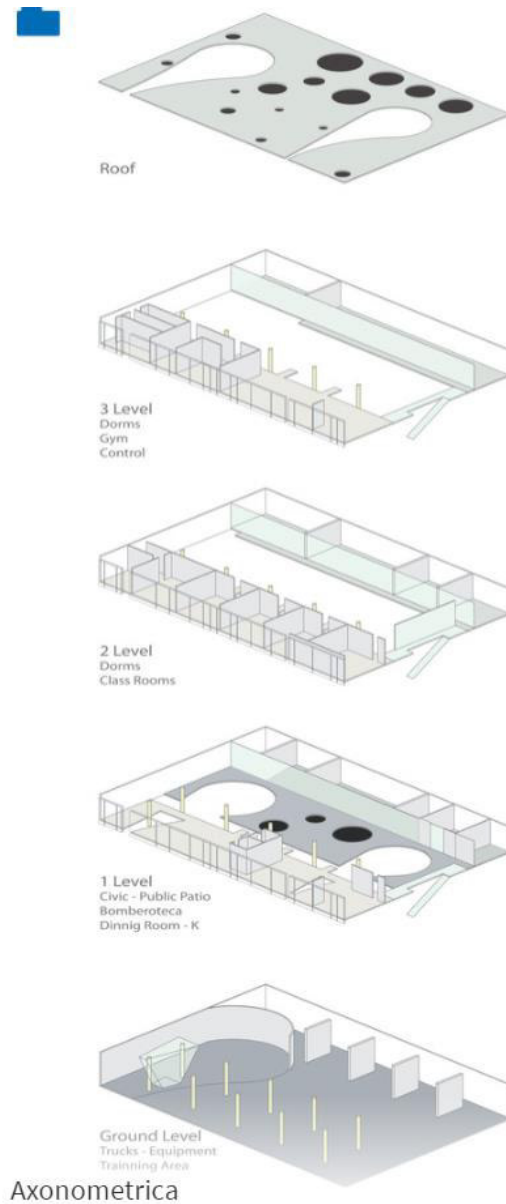 Roof
3 Level
Dorms
Gym
Control
2 Level
Dorms
Class Rooms
1 Level
Civic - Public Patio
Bomberoteca
Dinnig Room - K
Ground Level
Trucks - Equipment
Trainning Area
Axonometrica